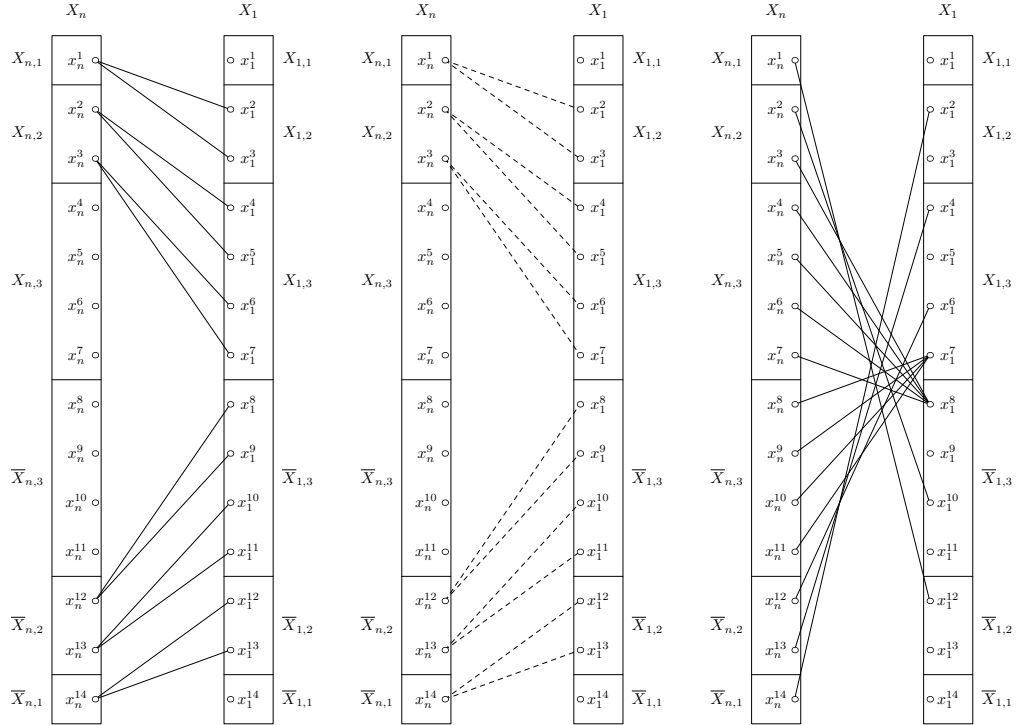 $X_n$ $X_1$ $X_n$ $X_1$ $X_n$ $X_1$
$X_{n,1}$ $x_n^1$ $x_1^1$ $X_{1,1}$ $X_{n,1}$ $x_n^1$ $x_1^1$ $X_{1,1}$ $X_{n,1}$ $x_n^1$ $x_1^1$ $X_{1,1}$
$x_n^2$ $x_1^2$ $x_n^2$ $x_1^2$ $x_n^2$ $x_1^2$
$X_{n,2}$ $X_{1,2}$ $X_{n,2}$ $X_{1,2}$ $X_{n,2}$ $X_{1,2}$
$x_n^3$ $x_1^3$ $x_n^3$ $x_1^3$ $x_n^3$ $x_1^3$
$x_n^4$ $x_1^4$ $x_n^4$ $x_1^4$ $x_n^4$ $x_1^4$
$x_n^5$ $x_1^5$ $x_n^5$ $x_1^5$ $x_n^5$ $x_1^5$
$X_{n,3}$ $X_{1,3}$ $X_{n,3}$ $X_{1,3}$ $X_{n,3}$ $X_{1,3}$
$x_n^6$ $x_1^6$ $x_n^6$ $x_1^6$ $x_n^6$ $x_1^6$
$x_n^7$ $x_1^7$ $x_n^7$ $x_1^7$ $x_n^7$ $x_1^7$
$x_n^8$ $x_1^8$ $x_n^8$ $x_1^8$ $x_n^8$ $x_1^8$
$x_n^9$ $x_1^9$ $x_n^9$ $x_1^9$ $x_n^9$ $x_1^9$
$\overline{X}_{n,3}$ $\overline{X}_{1,3}$ $\overline{X}_{n,3}$ $\overline{X}_{1,3}$ $\overline{X}_{n,3}$ $\overline{X}_{1,3}$
$x_n^{10}$ $x_1^{10}$ $x_n^{10}$ $x_1^{10}$ $x_n^{10}$ $x_1^{10}$
$x_n^{11}$ $x_1^{11}$ $x_n^{11}$ $x_1^{11}$ $x_n^{11}$ $x_1^{11}$
$x_n^{12}$ $x_1^{12}$ $x_n^{12}$ $x_1^{12}$ $x_n^{12}$ $x_1^{12}$
$\overline{X}_{n,2}$ $\overline{X}_{1,2}$ $\overline{X}_{n,2}$ $\overline{X}_{1,2}$ $\overline{X}_{n,2}$ $\overline{X}_{1,2}$
$x_n^{13}$ $x_1^{13}$ $x_n^{13}$ $x_1^{13}$ $x_n^{13}$ $x_1^{13}$
$\overline{X}_{n,1}$ $x_n^{14}$ $x_1^{14}$ $\overline{X}_{1,1}$ $\overline{X}_{n,1}$ $x_n^{14}$ $x_1^{14}$ $\overline{X}_{1,1}$ $\overline{X}_{n,1}$ $x_n^{14}$ $x_1^{14}$ $\overline{X}_{1,1}$